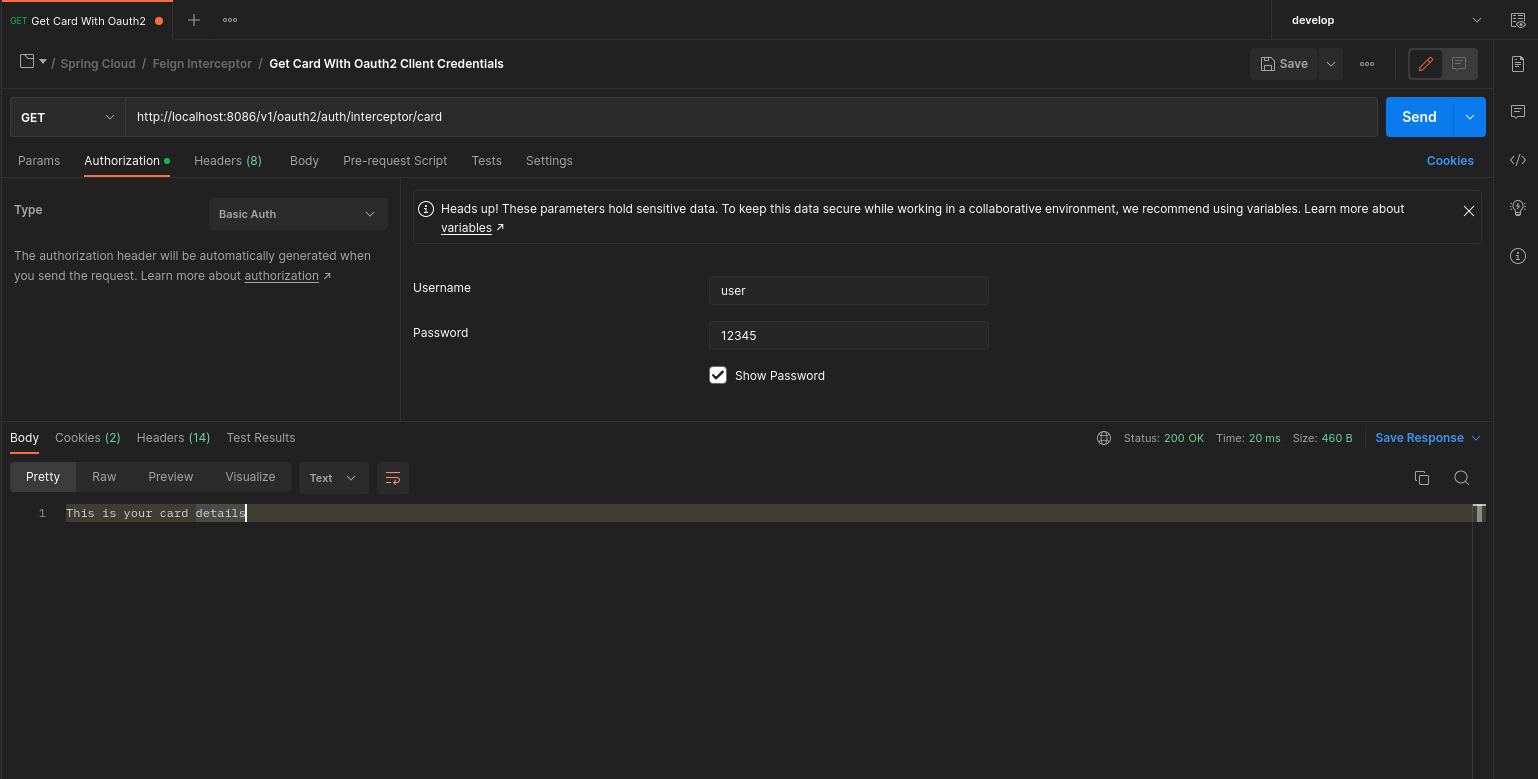 GET Get Card With Oauth2
develop
/ Spring Cloud / Feign Interceptor / Get Card With Oauth2 Client Credentials
Save
GET
http://localhost:8086/v1/oauth2/auth/interceptor/card
Send
Params Authorization Headers (8) Body Pre-request Script Tests Settings
Cookies
Type
Basic Auth
The authorization header will be automatically generated when
you send the request. Learn more about authorization ↗
Heads up! These parameters hold sensitive data. To keep this data secure while working in a collaborative environment, we recommend using variables. Learn more about
variables ↗
Username
user
Password
12345
Show Password
Body Cookies (2) Headers (14) Test Results
Status: 200 OK Time: 20 ms Size: 460 B
Save Response
Pretty Raw Preview Visualize
Text
1 This is your card details